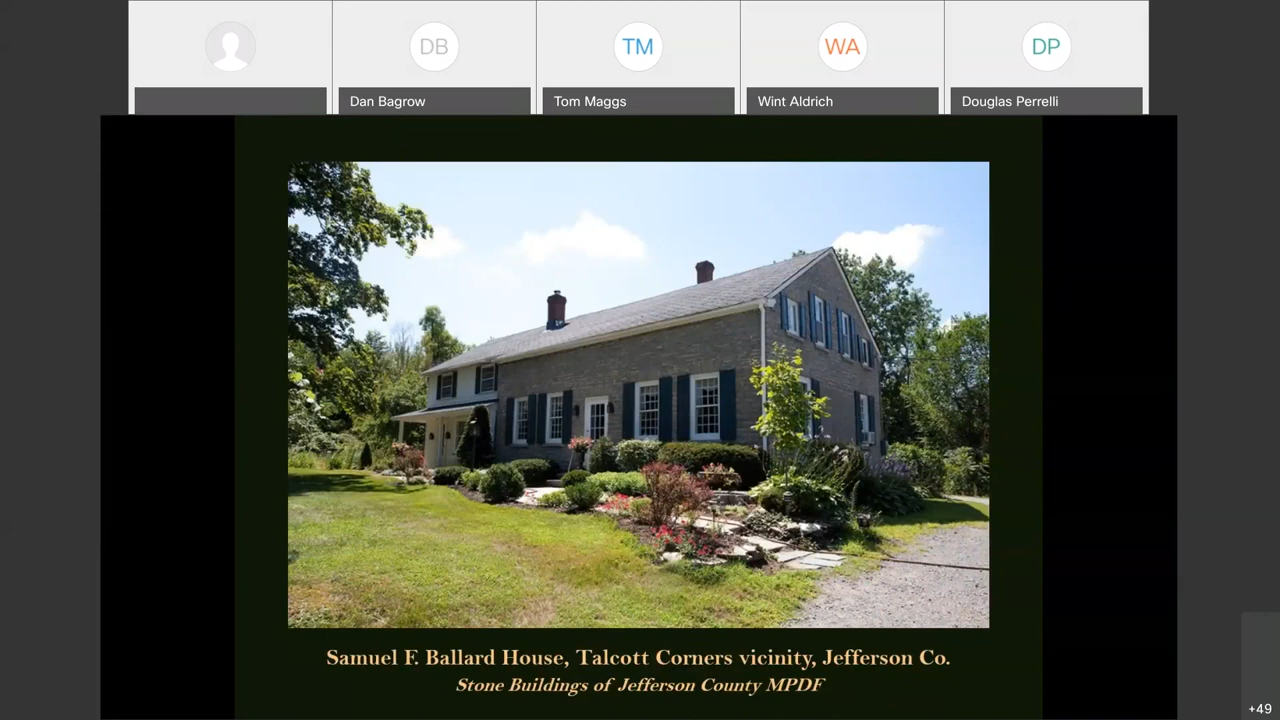 DB
TM
WA
DP
Dan Bagrow
Tom Maggs
Wint Aldrich
Douglas Perrelli
Samuel F. Ballard House, Talcott Corners vicinity, Jefferson Co.
Stone Buildings of Jefferson County MPDF
+49